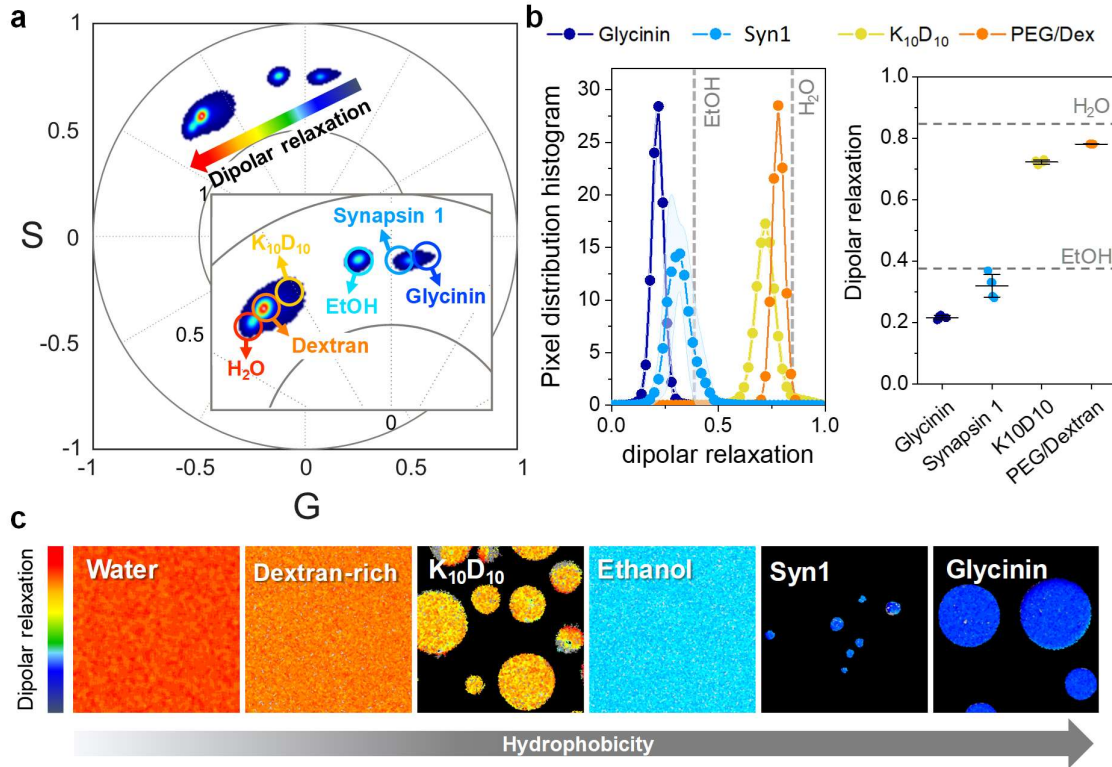 a
1
0.5
0
-0.5
-1
-1
-0.5
0
0.5
1
S
G
Dipolar relaxation
1
0.5
0
Synapsin 1
K₁₀D₁₀
EtOH
Glycinin
Dextran
H₂O
b
Glycinin
Syn1
K₁₀D₁₀
PEG/Dex
Pixel distribution histogram
30
25
20
15
10
5
0
0.0
0.5
1.0
dipolar relaxation
EtOH
H₂O
Dipolar relaxation
1.0
0.8
0.6
0.4
0.2
0.0
H₂O
EtOH
Glycinin
Synapsin 1
K10D10
PEG/Dextran
c
Dipolar relaxation
Water
Dextran-rich
K₁₀D₁₀
Ethanol
Syn1
Glycinin
Hydrophobicity